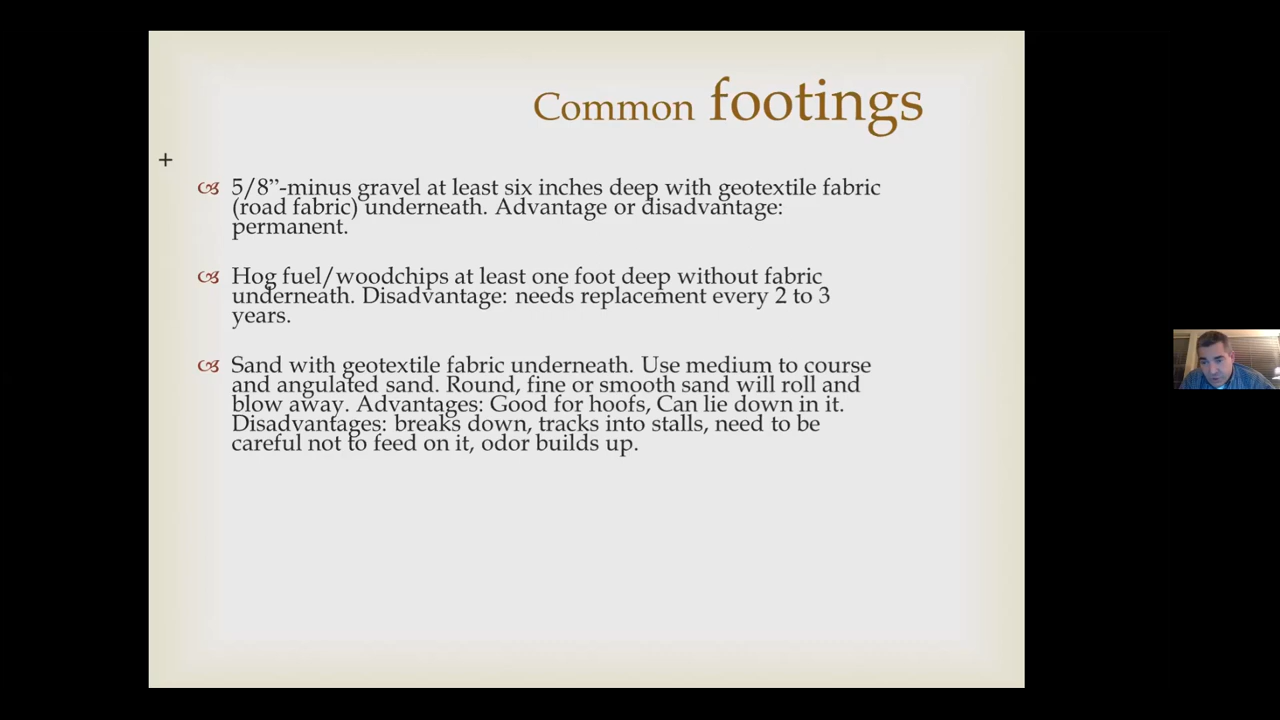 Common footings
+
5/8”-minus gravel at least six inches deep with geotextile fabric
(road fabric) underneath. Advantage or disadvantage:
permanent.
Hog fuel/woodchips at least one foot deep without fabric
underneath. Disadvantage: needs replacement every 2 to 3
years.
Sand with geotextile fabric underneath. Use medium to course
and angulated sand. Round, fine or smooth sand will roll and
blow away. Advantages: Good for hoofs, Can lie down in it.
Disadvantages: breaks down, tracks into stalls, need to be
careful not to feed on it, odor builds up.